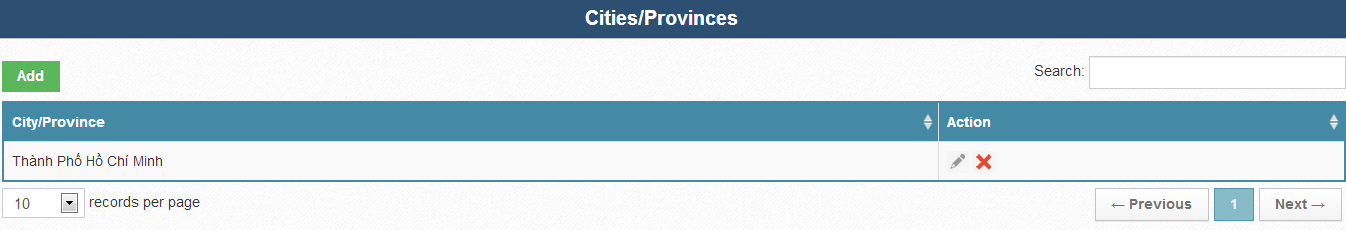 Cities/Provinces
Add
Search:
City/Province
Action
Thành Phố Hồ Chí Minh
10 records per page
← Previous 1 Next →